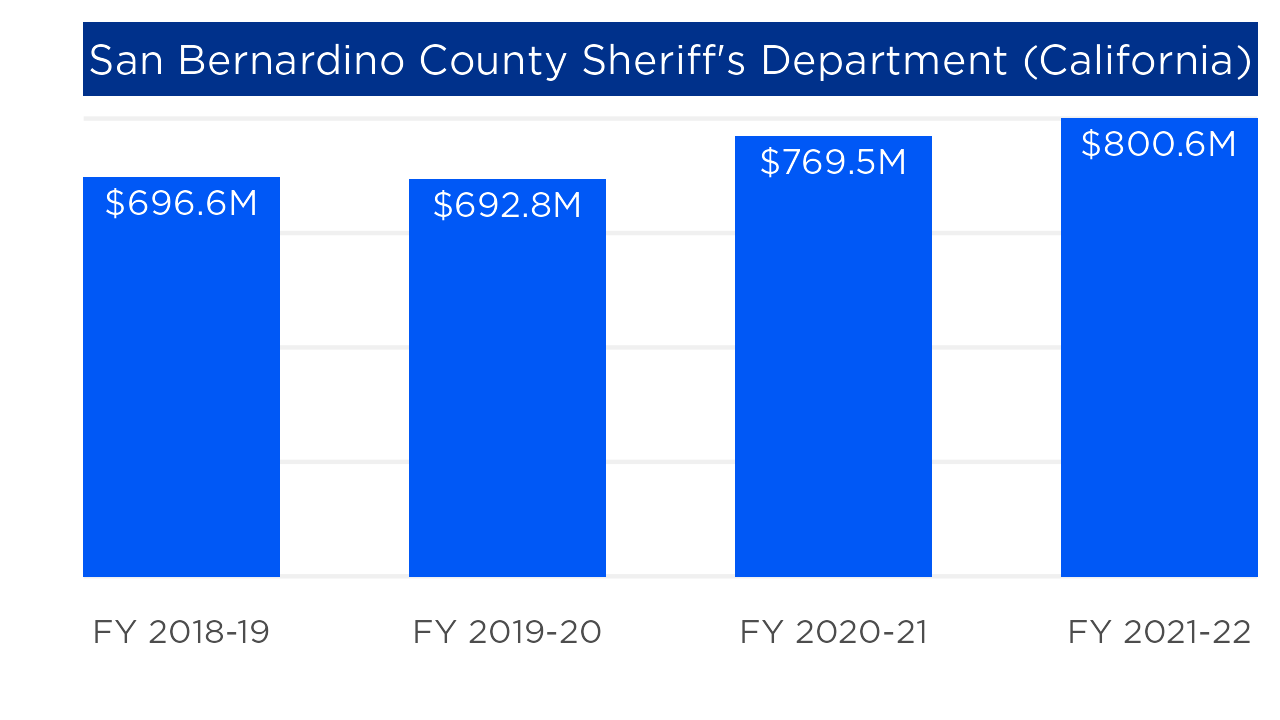 San Bernardino County Sheriff's Department (California)
$696.6M
$692.8M
$769.5M
$800.6M
FY 2018-19
FY 2019-20
FY 2020-21
FY 2021-22